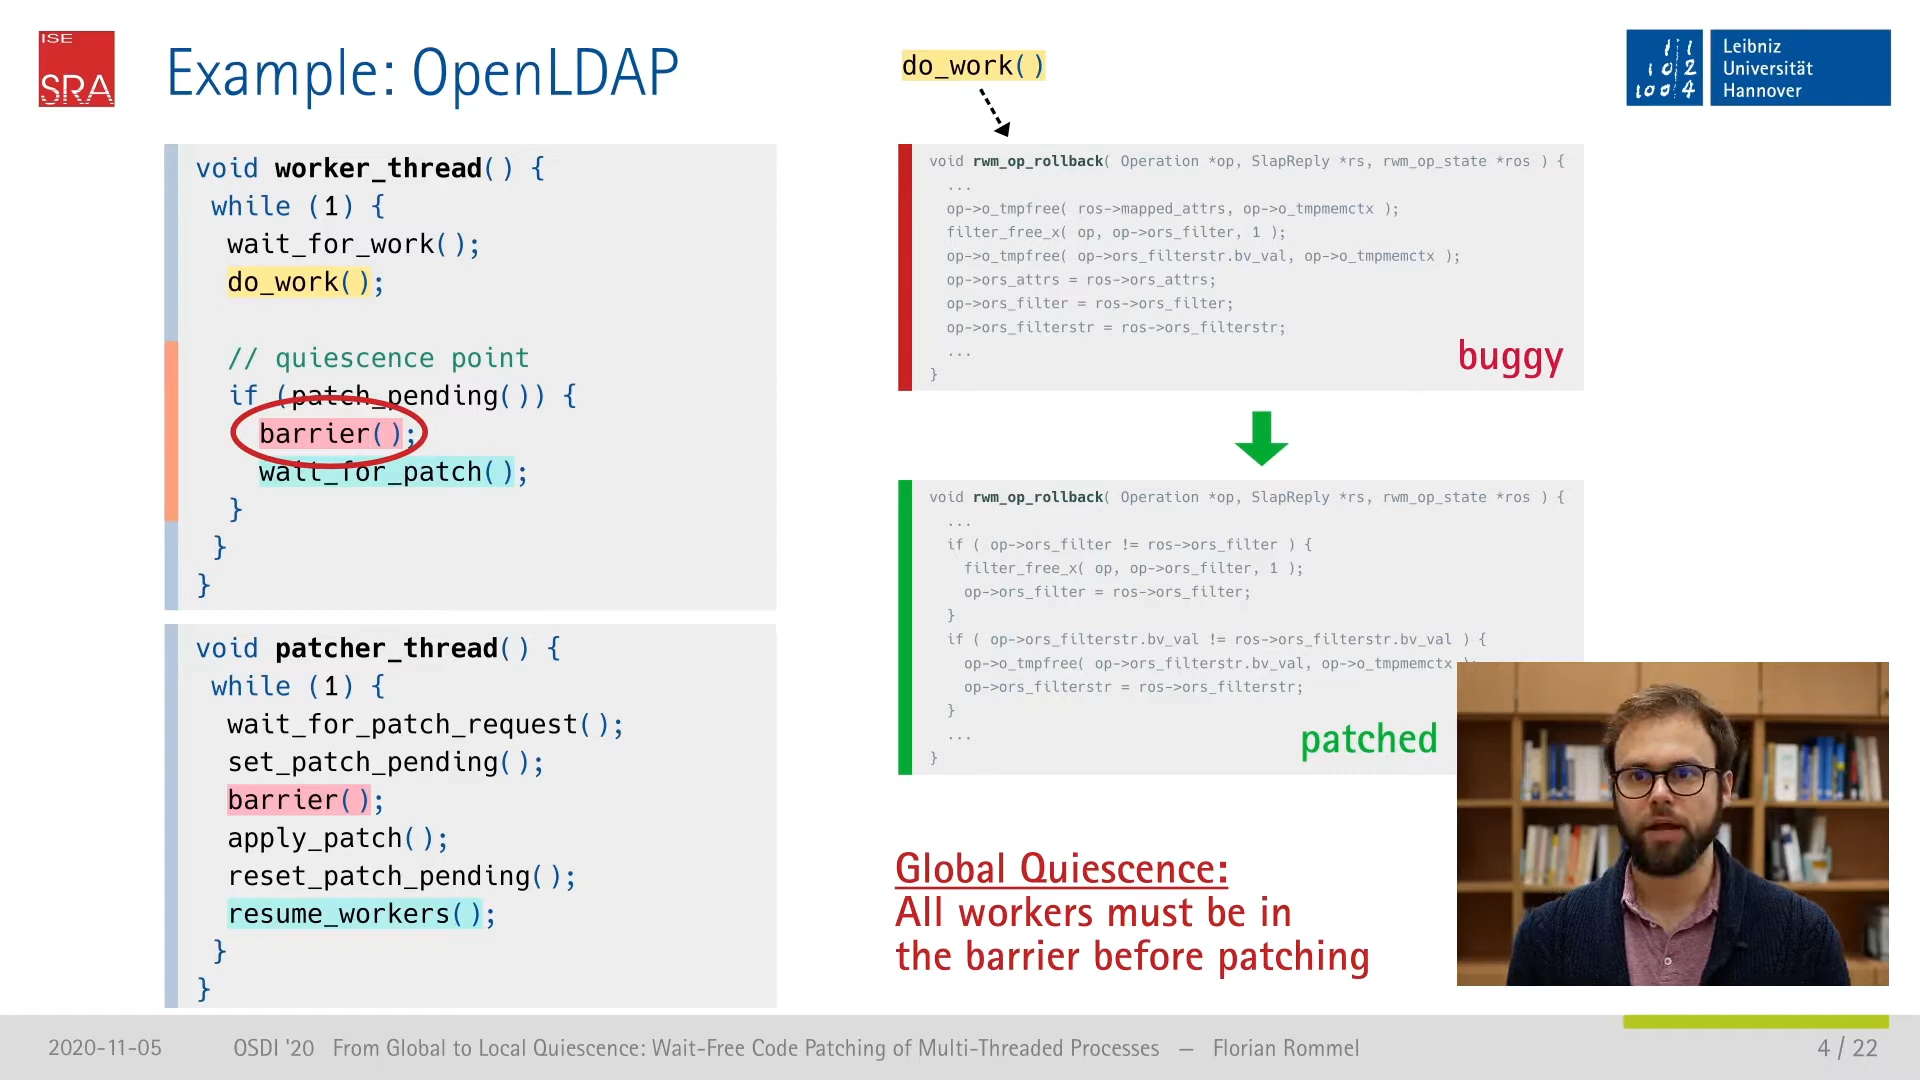 ISE
SRA
Example: OpenLDAP
do_work()
Leibniz
Universität
Hannover
void worker_thread() {
while (1) {
wait_for_work();
do_work();
// quiescence point
if (patch_pending()) {
barrier();
wait_for_patch();
}
}
}
void patcher_thread() {
while (1) {
wait_for_patch_request();
set_patch_pending();
barrier();
apply_patch();
reset_patch_pending();
resume_workers();
}
}
void rwm_op_rollback( Operation *op, SlapReply *rs, rwm_op_state *ros ) {
...
op->o_tmpfree( ros->mapped_attrs, op->o_tmpmemctx );
filter_free_x( op, op->ors_filter, 1 );
op->o_tmpfree( op->ors_filterstr.bv_val, op->o_tmpmemctx );
op->ors_attrs = ros->ors_attrs;
op->ors_filter = ros->ors_filter;
op->ors_filterstr = ros->ors_filterstr;
...
}
buggy
void rwm_op_rollback( Operation *op, SlapReply *rs, rwm_op_state *ros ) {
...
if ( op->ors_filter != ros->ors_filter ) {
filter_free_x( op, op->ors_filter, 1 );
op->ors_filter = ros->ors_filter;
}
if ( op->ors_filterstr.bv_val != ros->ors_filterstr.bv_val ) {
op->o_tmpfree( op->ors_filterstr.bv_val, op->o_tmpmemctx );
op->ors_filterstr = ros->ors_filterstr;
}
...
}
patched
Global Quiescence:
All workers must be in
the barrier before patching
2020-11-05 OSDI '20 From Global to Local Quiescence: Wait-Free Code Patching of Multi-Threaded Processes — Florian Rommel 4 / 22